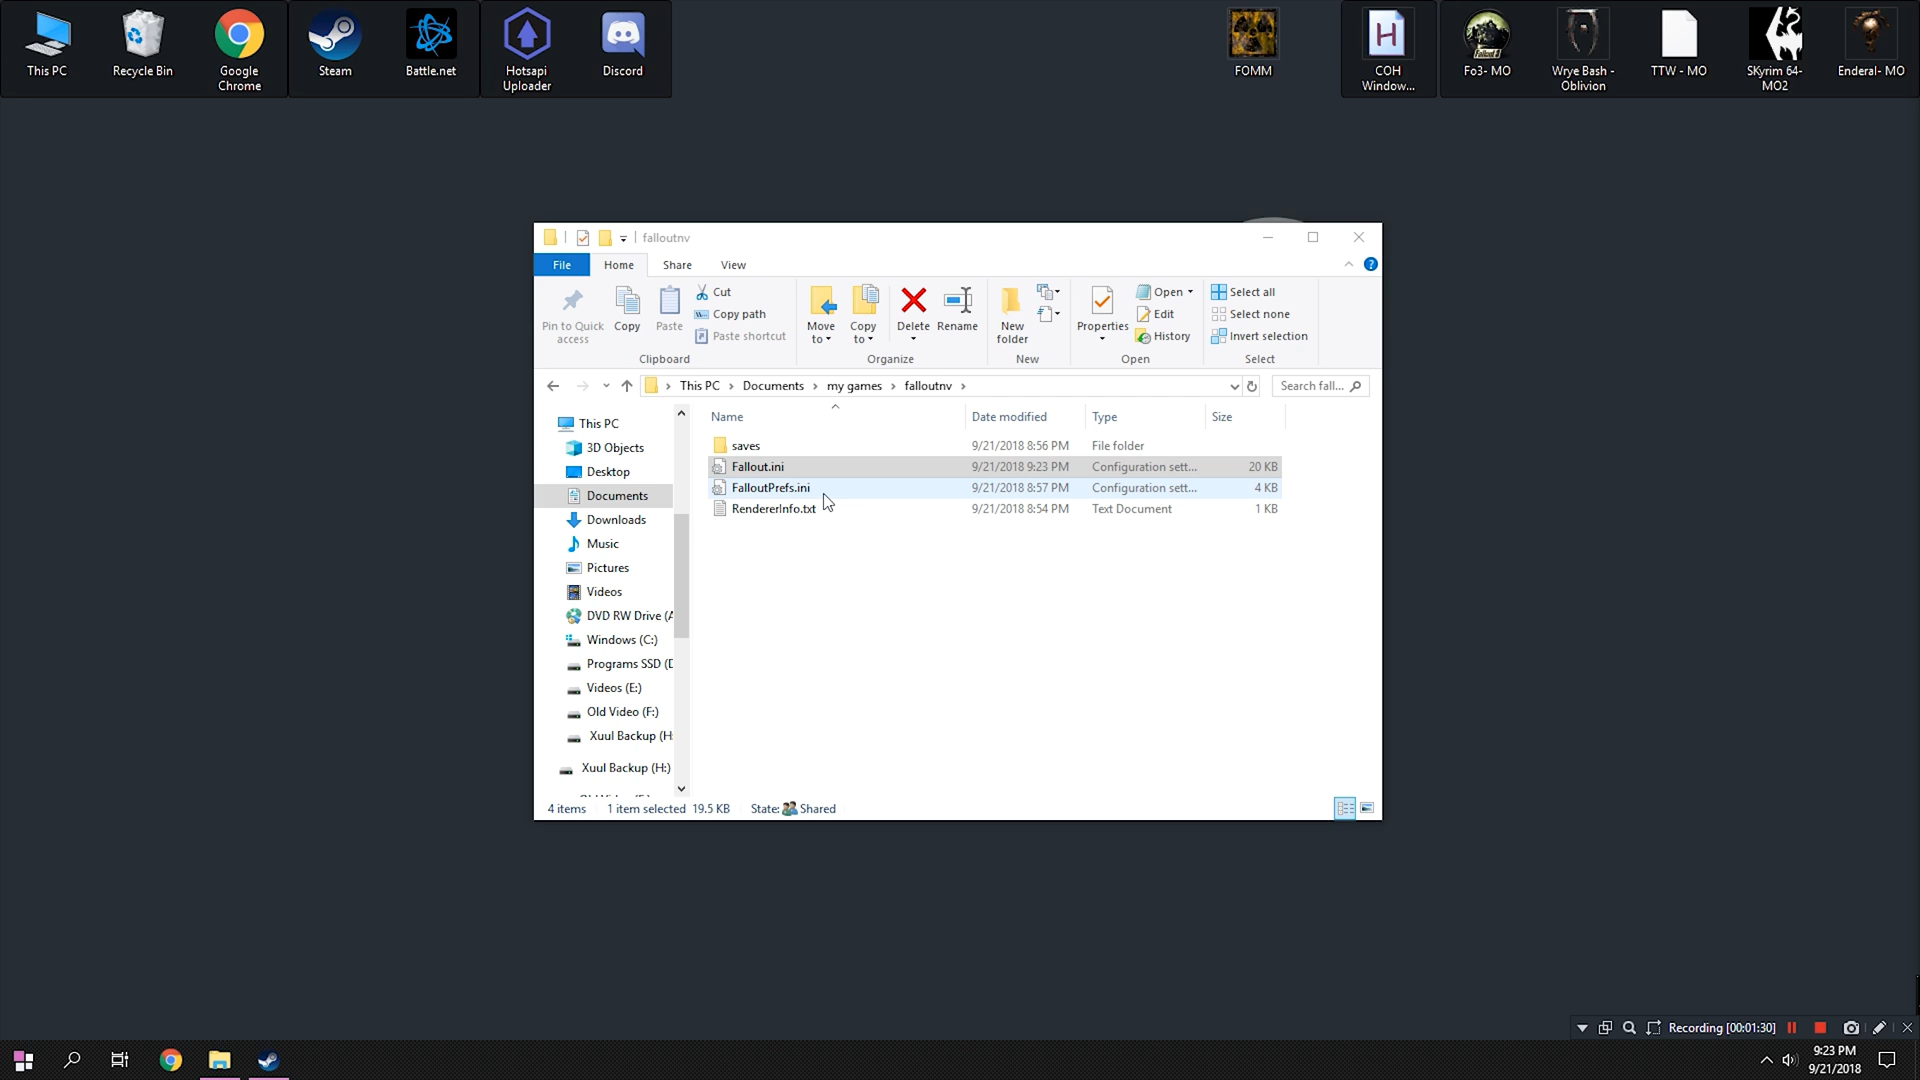 This PC
Recycle Bin
Google
Chrome
Steam
Battle.net
Hotsapi
Uploader
Discord
FOMM
COH
Window...
Fo3- MO
Wrye Bash -
Oblivion
TTW - MO
SKyrim 64-
MO2
Enderal- MO
falloutnv
File Home Share View
Pin to Quick
access
Copy
Paste
Cut
Copy path
Paste shortcut
Clipboard
Move
to
Copy
to
Delete
Rename
Organize
New
folder
New
Properties
Open
Edit
History
Open
Select all
Select none
Invert selection
Select
This PC > Documents > my games > falloutnv >
Search fall...
Name Date modified Type Size
saves 9/21/2018 8:56 PM File folder
Fallout.ini 9/21/2018 9:23 PM Configuration sett... 20 KB
FalloutPrefs.ini 9/21/2018 8:57 PM Configuration sett... 4 KB
RendererInfo.txt 9/21/2018 8:54 PM Text Document 1 KB
This PC
3D Objects
Desktop
Documents
Downloads
Music
Pictures
Videos
DVD RW Drive (
Windows (C:)
Programs SSD (
Videos (E:)
Old Video (F:)
Xuul Backup (H:
Xuul Backup (H:)
4 items 1 item selected 19.5 KB State: Shared
Recording [00:01:30]
9:23 PM
9/21/2018